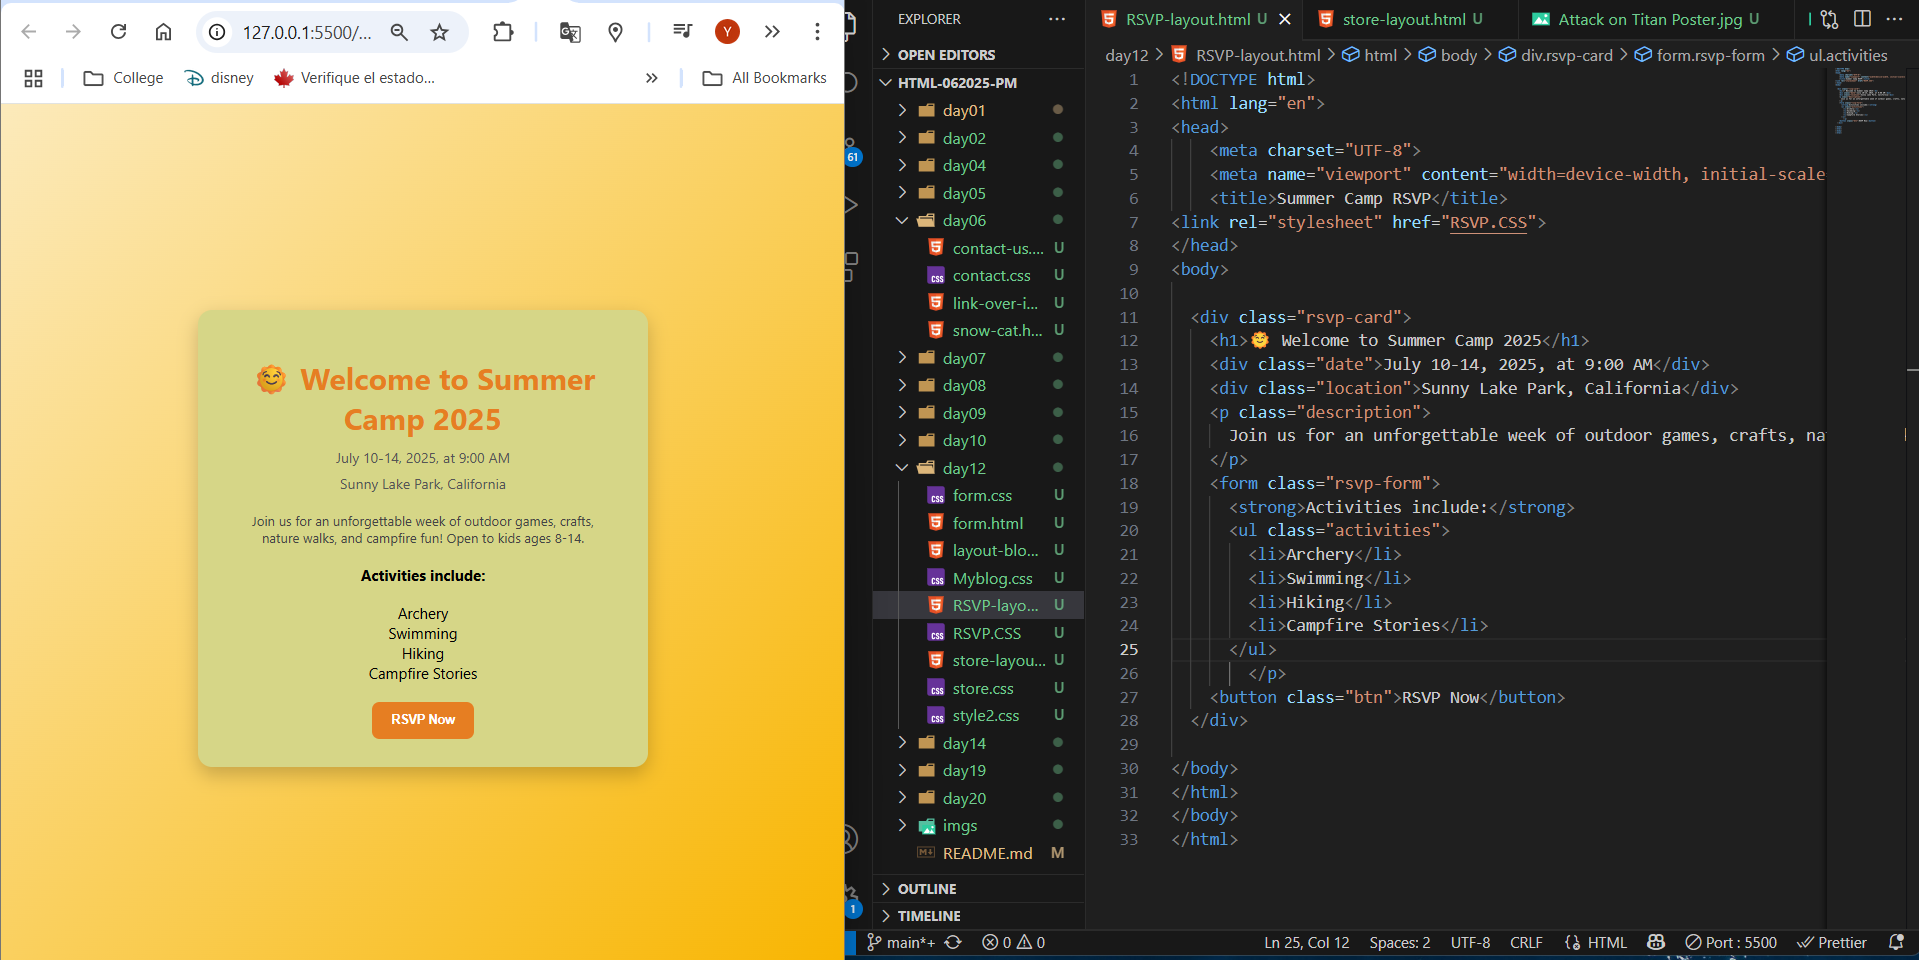 127.0.0.1:5500/...
College
disney
Verifique el estado...
All Bookmarks
Y
🌞 Welcome to Summer
Camp 2025
July 10-14, 2025, at 9:00 AM
Sunny Lake Park, California
Join us for an unforgettable week of outdoor games, crafts,
nature walks, and campfire fun! Open to kids ages 8-14.
Activities include:
Archery
Swimming
Hiking
Campfire Stories
RSVP Now
61
1
EXPLORER
OPEN EDITORS
HTML-062025-PM
day01
day02
day04
day05
day06
contact-us.... U
contact.css U
link-over-i... U
snow-cat.h... U
day07
day08
day09
day10
day12
form.css U
form.html U
layout-blo... U
Myblog.css U
RSVP-layo... U
RSVP.CSS U
store-layou... U
store.css U
style2.css U
day14
day19
day20
imgs
README.md M
OUTLINE
TIMELINE
RSVP-layout.html U
store-layout.html U
Attack on Titan Poster.jpg U
day12 > RSVP-layout.html > html > body > div.rsvp-card > form.rsvp-form > ul.activities
1 <!DOCTYPE html>
2 <html lang="en">
3 <head>
4 <meta charset="UTF-8">
5 <meta name="viewport" content="width=device-width, initial-scale
6 <title>Summer Camp RSVP</title>
7 <link rel="stylesheet" href="RSVP.CSS">
8 </head>
9 <body>
10
11 <div class="rsvp-card">
12 <h1>🌞 Welcome to Summer Camp 2025</h1>
13 <div class="date">July 10-14, 2025, at 9:00 AM</div>
14 <div class="location">Sunny Lake Park, California</div>
15 <p class="description">
16 Join us for an unforgettable week of outdoor games, crafts, na
17 </p>
18 <form class="rsvp-form">
19 <strong>Activities include:</strong>
20 <ul class="activities">
21 <li>Archery</li>
22 <li>Swimming</li>
23 <li>Hiking</li>
24 <li>Campfire Stories</li>
25 </ul>
26 </p>
27 <button class="btn">RSVP Now</button>
28 </div>
29
30 </body>
31 </html>
32 </body>
33 </html>
main*+
0
0
Ln 25, Col 12
Spaces: 2
UTF-8
CRLF
HTML
Port : 5500
Prettier